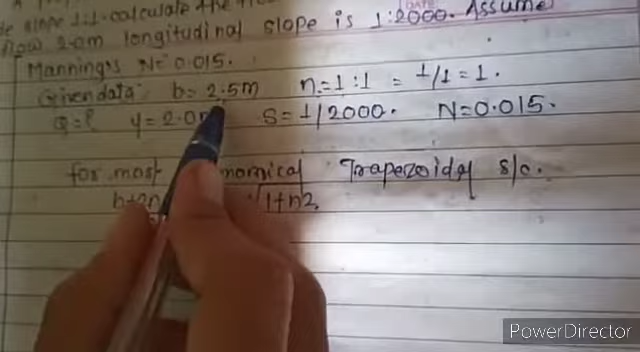 slope 1:1. calculate the
flow 2.0m longitudinal slope is 1:2000. Assume
Manning's N=0.015.
Given data: b= 2.5m n=1:1 = 1/1 = 1.
Q=? y=2.0 S=1/2000. N=0.015.
for most Trapezoidal s/c.
√1+n2
PowerDirector